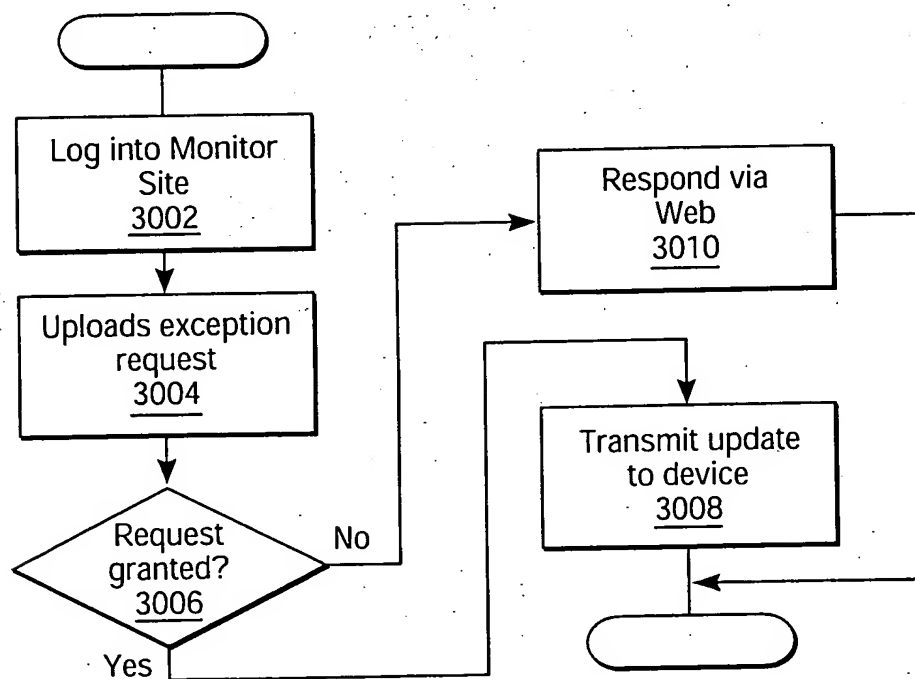 Log into Monitor
Site
3002
Uploads exception
request
3004
Request
granted?
3006
No
Yes
Respond via
Web
3010
Transmit update
to device
3008